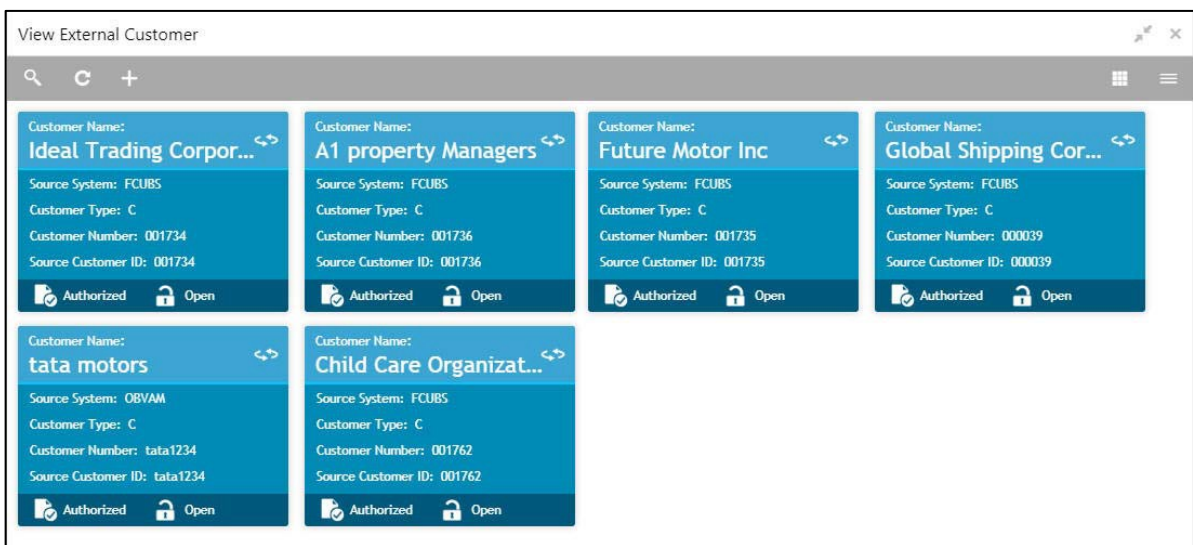 View External Customer
Customer Name:
Ideal Trading Corpor...
Source System: FCUBS
Customer Type: C
Customer Number: 001734
Source Customer ID: 001734
Authorized Open
Customer Name:
A1 property Managers
Source System: FCUBS
Customer Type: C
Customer Number: 001736
Source Customer ID: 001736
Authorized Open
Customer Name:
Future Motor Inc
Source System: FCUBS
Customer Type: C
Customer Number: 001735
Source Customer ID: 001735
Authorized Open
Customer Name:
Global Shipping Cor...
Source System: FCUBS
Customer Type: C
Customer Number: 000039
Source Customer ID: 000039
Authorized Open
Customer Name:
tata motors
Source System: OBVAM
Customer Type: C
Customer Number: tata1234
Source Customer ID: tata1234
Authorized Open
Customer Name:
Child Care Organizat...
Source System: FCUBS
Customer Type: C
Customer Number: 001762
Source Customer ID: 001762
Authorized Open